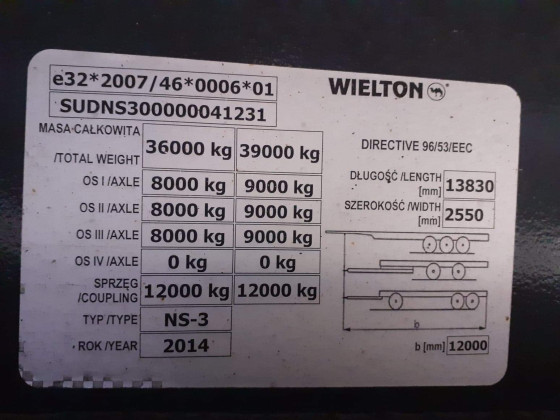 e32*2007/46*0006*01
SUDNS300000041231
WIELTON
MASA-CAŁKOWITA
/TOTAL WEIGHT 36000 kg 39000 kg
DIRECTIVE 96/53/EEC
OS I /AXLE 8000 kg 9000 kg
DŁUGOŚĆ /LENGTH [mm] 13830
OS II /AXLE 8000 kg 9000 kg
SZEROKOŚĆ /WIDTH [mm] 2550
OS III /AXLE 8000 kg 9000 kg
OS IV /AXLE 0 kg 0 kg
SPRZĘG /COUPLING 12000 kg 12000 kg
TYP /TYPE NS-3
ROK /YEAR 2014
b
b [mm] 12000